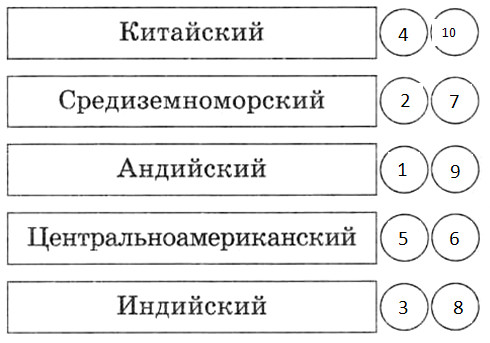 Китайский 4 10
Средиземноморский 2 7
Андийский 1 9
Центральноамериканский 5 6
Индийский 3 8